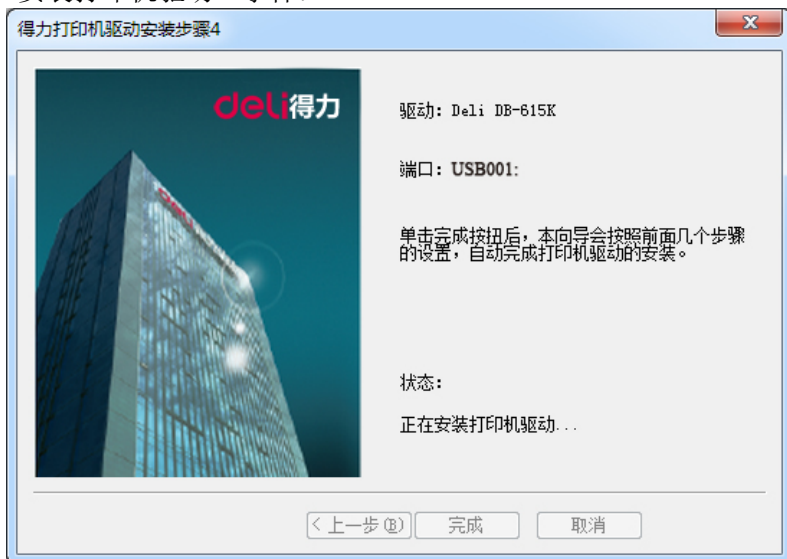 得力打印机驱动安装步骤4
deli得力
驱动: Deli DB-615K
端口: USB001:
单击完成按扭后，本向导会按照前面几个步骤
的设置，自动完成打印机驱动的安装。
状态:
正在安装打印机驱动...
<上一步(B)
完成
取消